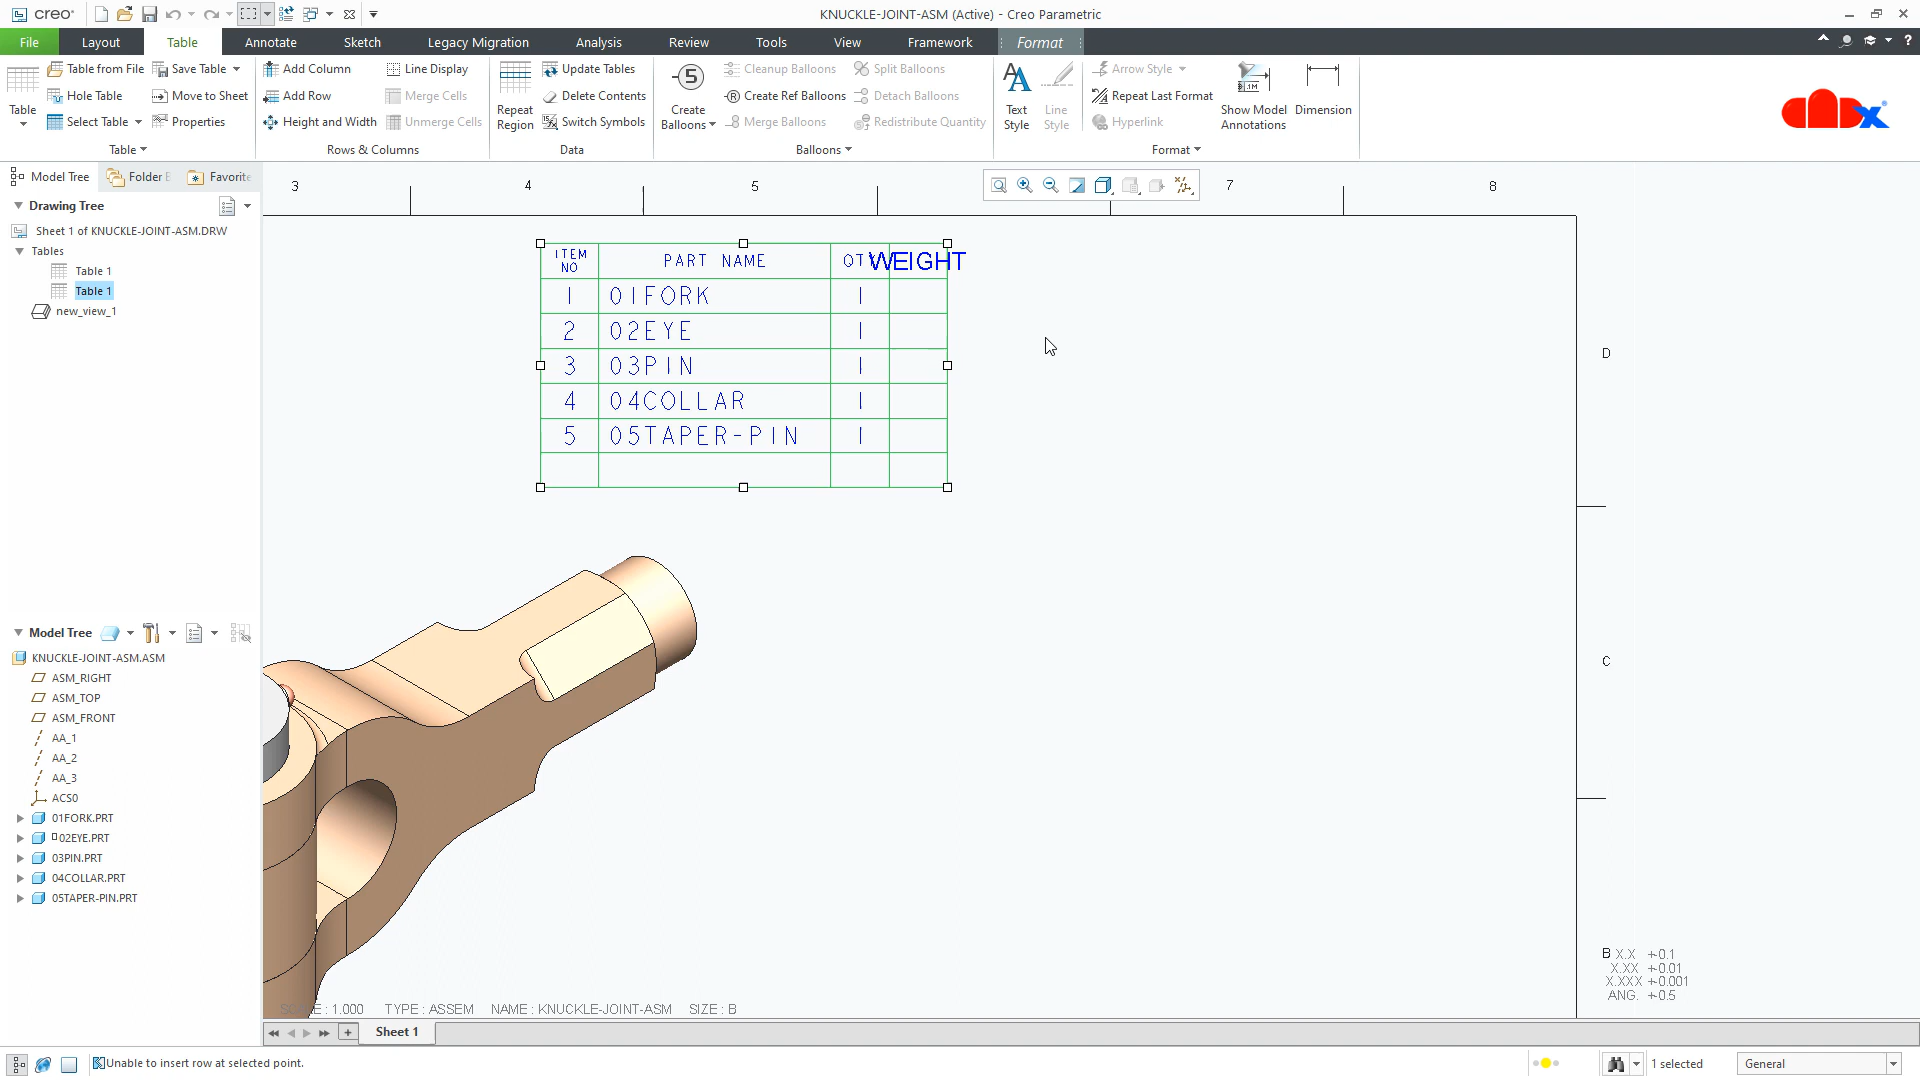 creo
KNUCKLE-JOINT-ASM (Active) - Creo Parametric
File Layout Table Annotate Sketch Legacy Migration Analysis Review Tools View Framework Format
Table
Table from File
Hole Table
Select Table
Save Table
Move to Sheet
Properties
Table
Add Column
Add Row
Height and Width
Line Display
Merge Cells
Unmerge Cells
Rows & Columns
Repeat
Region
Update Tables
Delete Contents
Switch Symbols
Data
Create
Balloons
5
Cleanup Balloons
Create Ref Balloons
Merge Balloons
Split Balloons
Detach Balloons
Redistribute Quantity
Balloons
Text
Style
Line
Style
Arrow Style
Repeat Last Format
Hyperlink
Show Model
Annotations
Dimension
Format
Model Tree Folder Favorite
Drawing Tree
Sheet 1 of KNUCKLE-JOINT-ASM.DRW
Tables
Table 1
Table 1
new_view_1
3 4 5 7 8
ITEM
NO PART NAME QTY WEIGHT
1 01FORK 1
2 02EYE 1
3 03PIN 1
4 04COLLAR 1
5 05TAPER-PIN 1
D
C
B
X.X +-0.1
X.XX +-0.01
X.XXX +-0.001
ANG. +-0.5
Model Tree
KNUCKLE-JOINT-ASM.ASM
ASM_RIGHT
ASM_TOP
ASM_FRONT
AA_1
AA_2
AA_3
ACS0
01FORK.PRT
02EYE.PRT
03PIN.PRT
04COLLAR.PRT
05TAPER-PIN.PRT
SCALE : 1.000 TYPE : ASSEM NAME : KNUCKLE-JOINT-ASM SIZE : B
Sheet 1
Unable to insert row at selected point.
1 selected
General